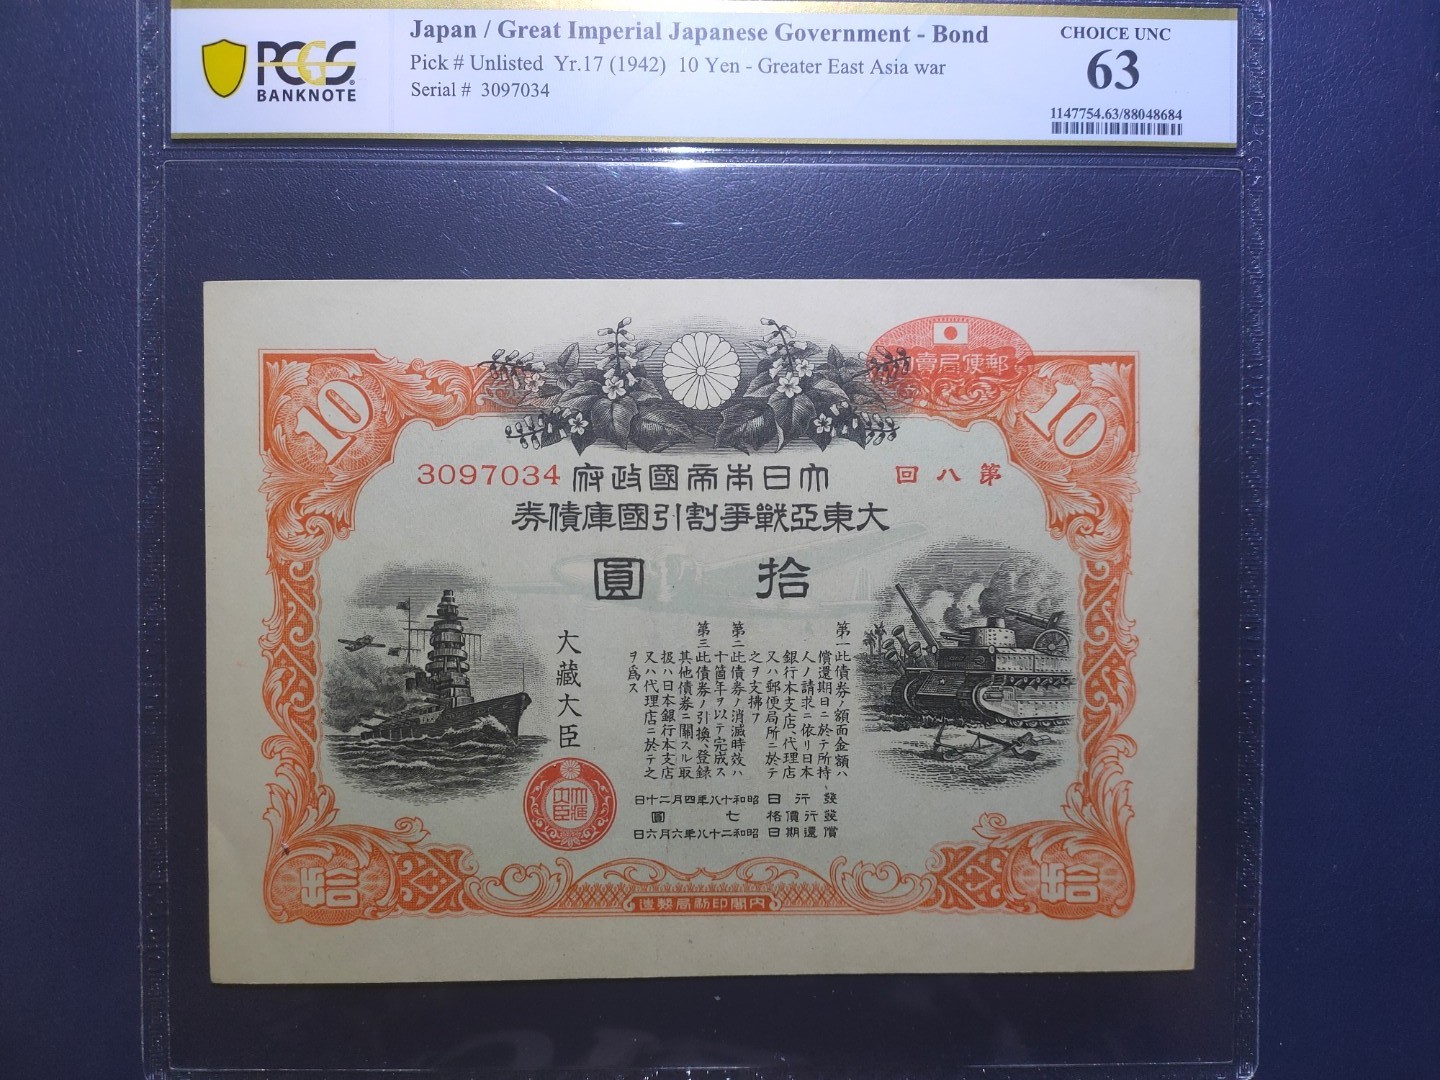 Japan / Great Imperial Japanese Government - Bond
Pick # Unlisted Yr.17 (1942) 10 Yen - Greater East Asia war
Serial # 3097034
PCGS
BANKNOTE
CHOICE UNC
63
1147754.63/88048684
郵便局賣
10
10
3097034
府政國帝本日大
回八第
券債庫國引割爭戰亞東大
圓拾
第一此債券ノ額面金額ハ
償還期日ニ於テ所持
人ノ請求ニ依リ日本
銀行本支店、代理店
又ハ郵便局所ニ於テ
之ヲ支拂フ
第二此債券ノ消滅時效ハ
十箇年ヲ以テ完成ス
第三此債券ノ引換、登錄
其他債券ニ關スル取
扱ハ日本銀行本支店
又ハ代理店ニ於テ之
ヲ爲ス
大藏大臣
日十二月四年八十和昭 日行發
圓七 格價行發
日六月六年八十二和昭 日期還償
拾
拾
造製局刷印閣內